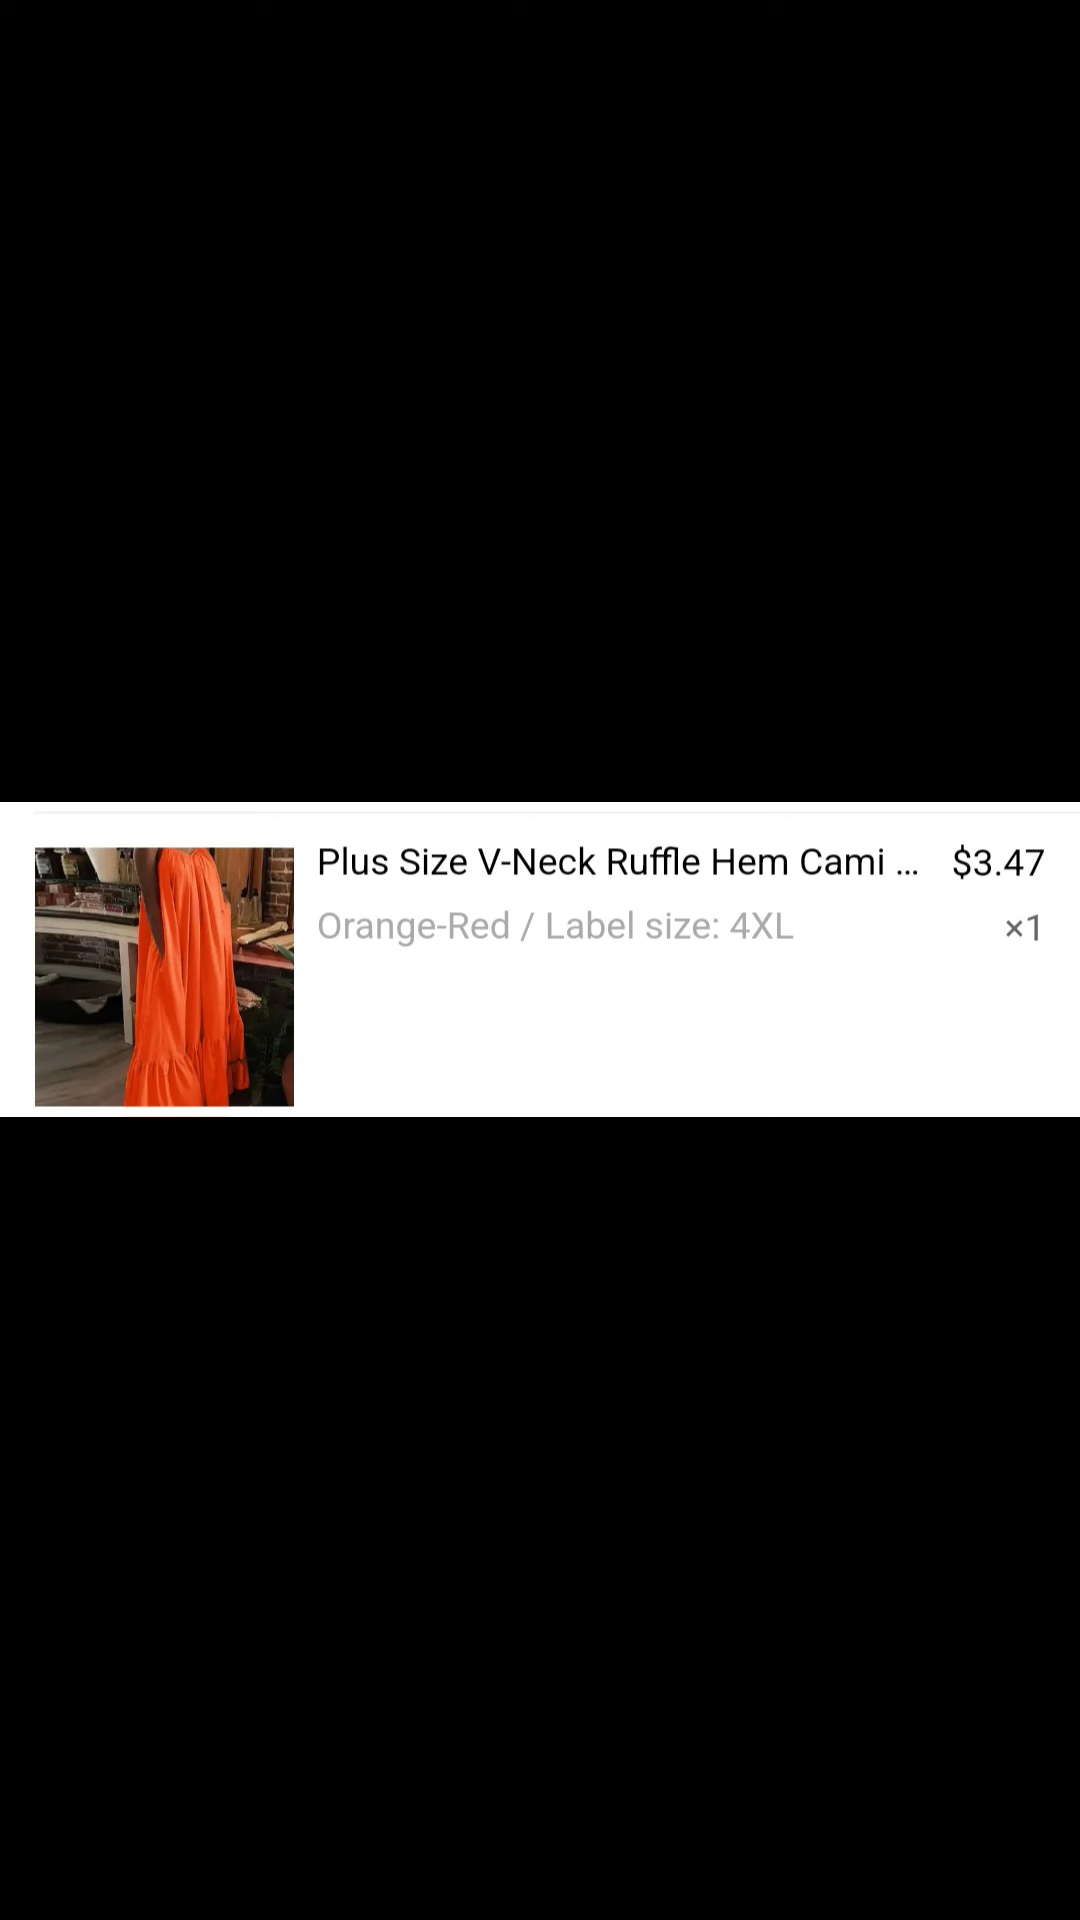 Plus Size V-Neck Ruffle Hem Cami ... $3.47
Orange-Red / Label size: 4XL ×1